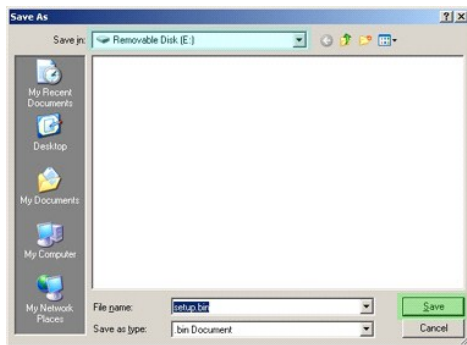 Save As
Save in:
Removable Disk (E:)
My Recent
Documents
Desktop
My Documents
My Computer
My Network
Places
File name:
setup.bin
Save
Save as type:
.bin Document
Cancel